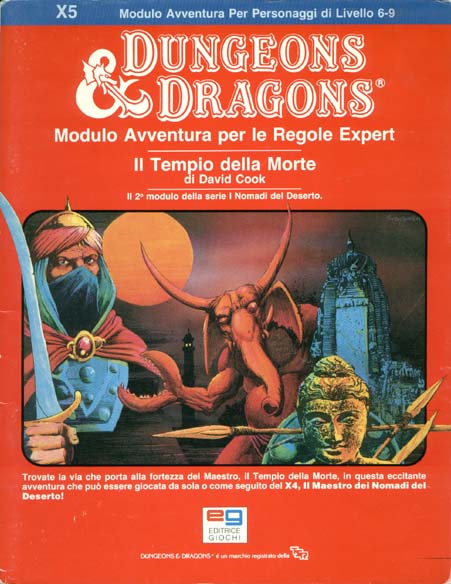 X5 Modulo Avventura Per Personaggi di Livello 6-9
DUNGEONS
& DRAGONS®
Modulo Avventura per le Regole Expert
Il Tempio della Morte
di David Cook
Il 2° modulo della serie I Nomadi del Deserto.
Trovate la via che porta alla fortezza del Maestro, il Tempio della Morte, in questa eccitante
avventura che può essere giocata da sola o come seguito del X4, Il Maestro dei Nomadi del
Deserto!
eg
EDITRICE
GIOCHI
DUNGEONS & DRAGONS® è un marchio registrato della TSR